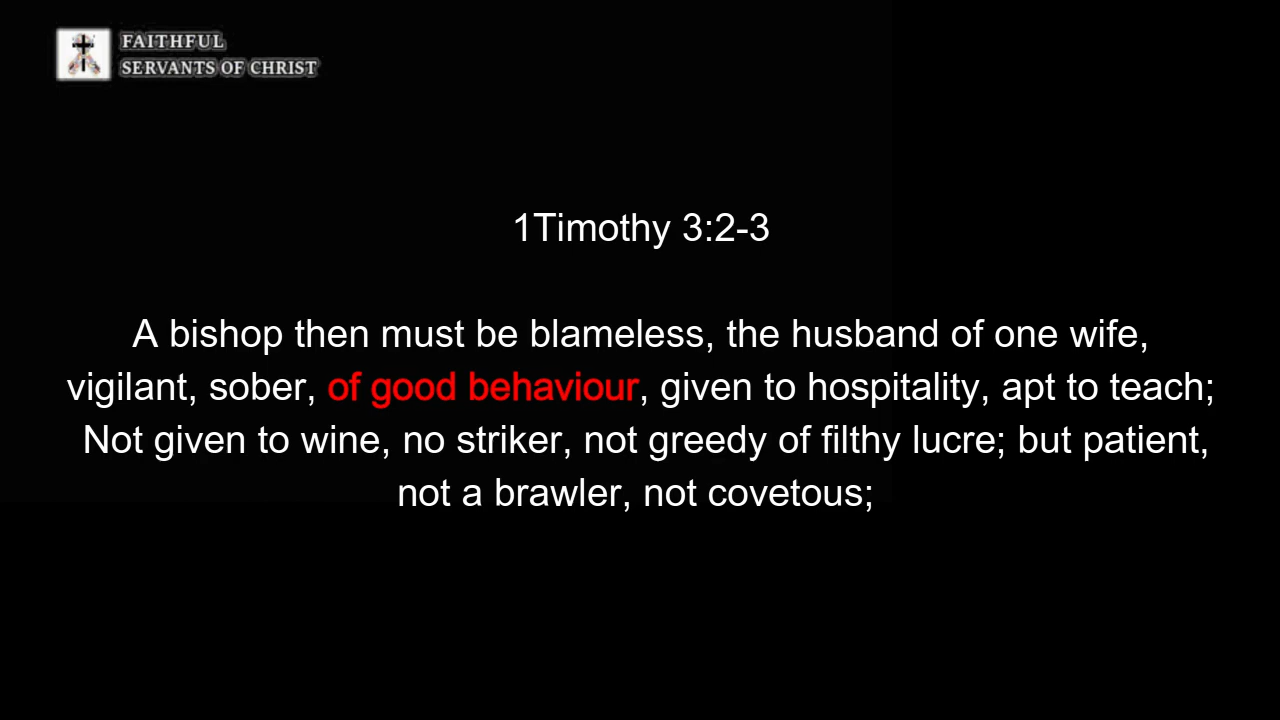 FAITHFUL
SERVANTS OF CHRIST
1Timothy 3:2-3
A bishop then must be blameless, the husband of one wife,
vigilant, sober, of good behaviour, given to hospitality, apt to teach;
Not given to wine, no striker, not greedy of filthy lucre; but patient,
not a brawler, not covetous;